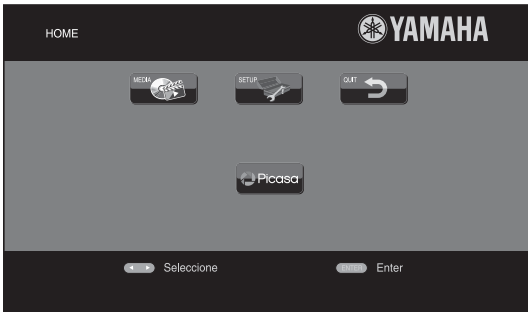 HOME
YAMAHA
MEDIA
SETUP
QUIT
Picasa
Seleccione
ENTER Enter